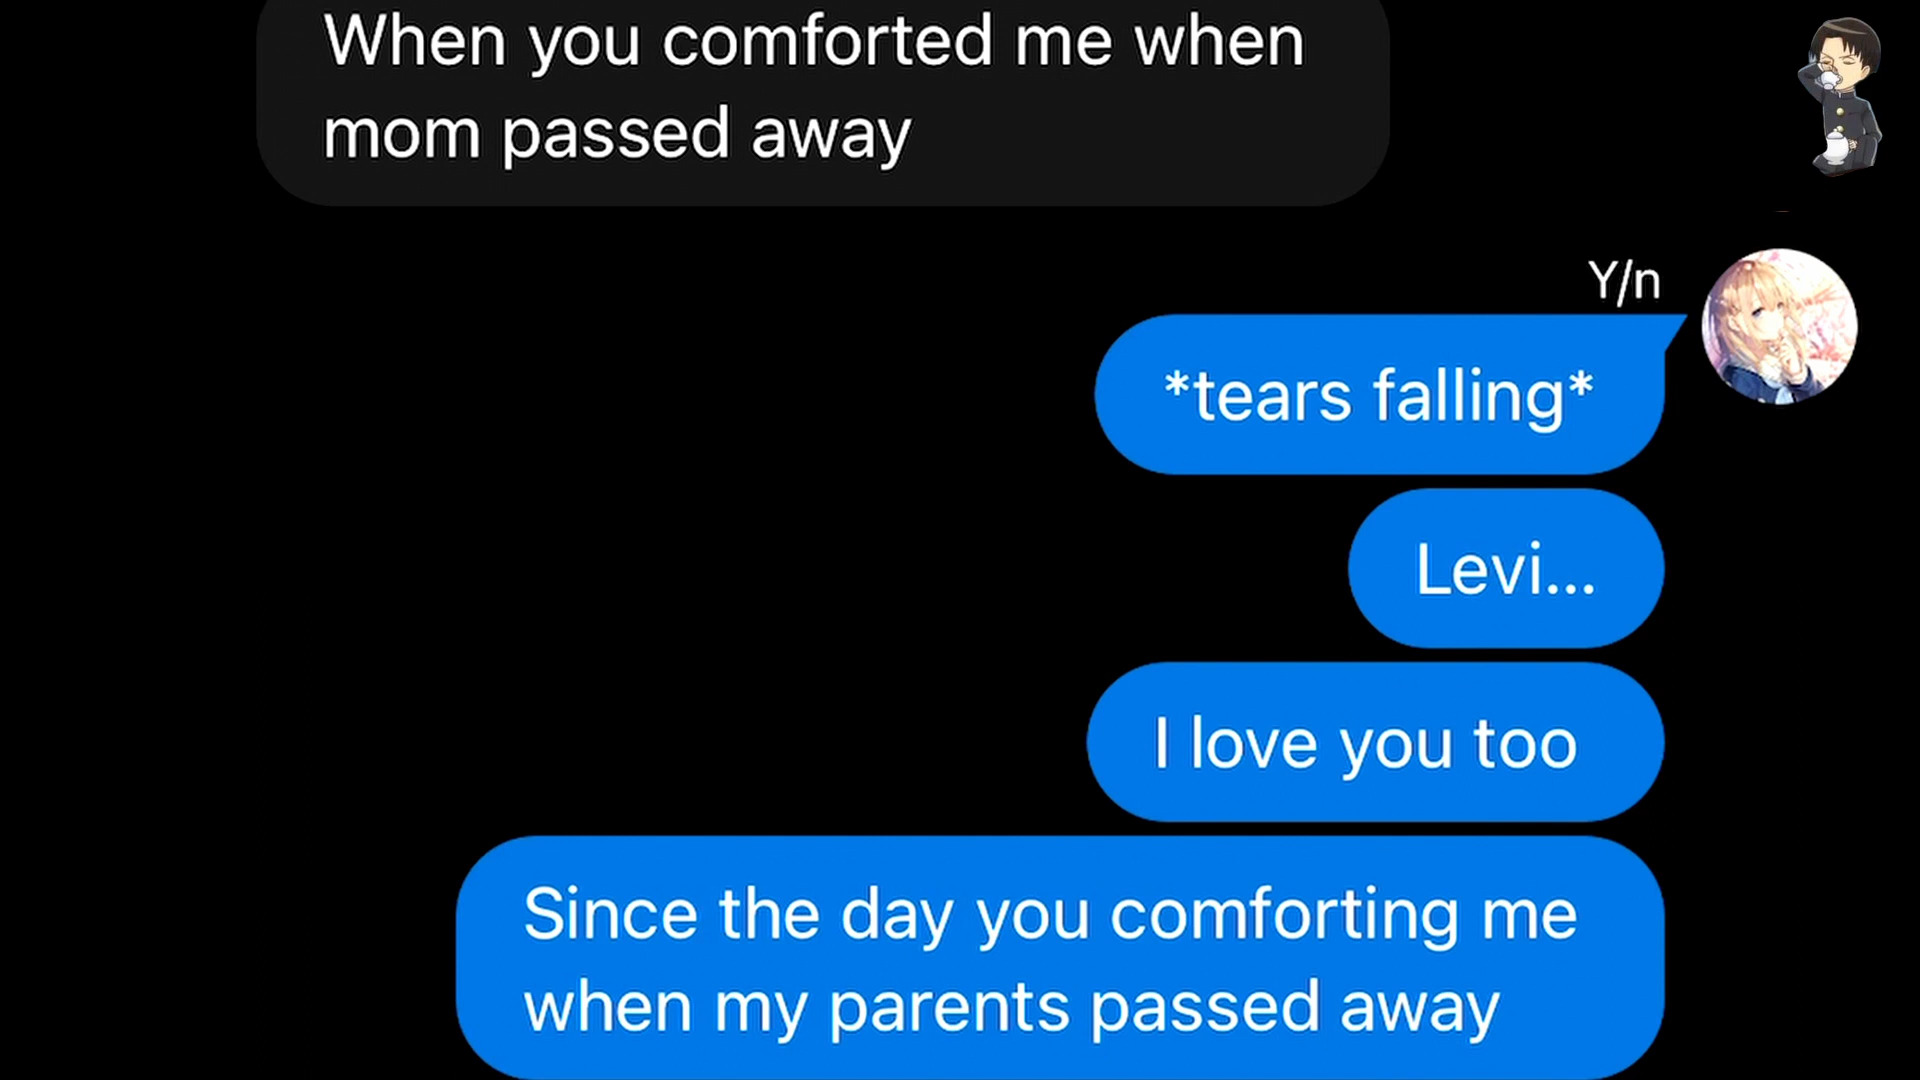 When you comforted me when
mom passed away
Y/n
*tears falling*
Levi...
I love you too
Since the day you comforting me
when my parents passed away